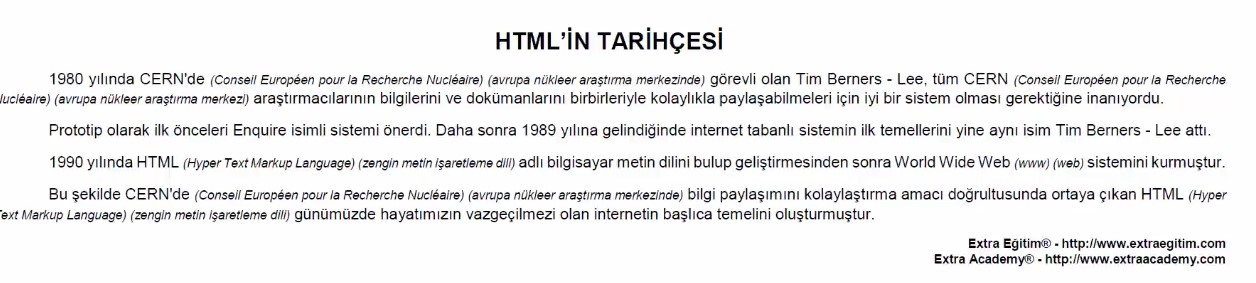 HTML'İN TARİHÇESİ
1980 yılında CERN'de (Conseil Européen pour la Recherche Nucléaire) (avrupa nükleer araştırma merkezinde) görevli olan Tim Berners - Lee, tüm CERN (Conseil Européen pour la Recherche
Nucléaire) (avrupa nükleer araştırma merkezi) araştırmacılarının bilgilerini ve dokümanlarını birbirleriyle kolaylıkla paylaşabilmeleri için iyi bir sistem olması gerektiğine inanıyordu.
Prototip olarak ilk önceleri Enquire isimli sistemi önerdi. Daha sonra 1989 yılına gelindiğinde internet tabanlı sistemin ilk temellerini yine aynı isim Tim Berners - Lee attı.
1990 yılında HTML (Hyper Text Markup Language) (zengin metin işaretleme dili) adlı bilgisayar metin dilini bulup geliştirmesinden sonra World Wide Web (www) (web) sistemini kurmuştur.
Bu şekilde CERN'de (Conseil Européen pour la Recherche Nucléaire) (avrupa nükleer araştırma merkezinde) bilgi paylaşımını kolaylaştırma amacı doğrultusunda ortaya çıkan HTML (Hyper
Text Markup Language) (zengin metin işaretleme dili) günümüzde hayatımızın vazgeçilmezi olan internetin başlıca temelini oluşturmuştur.
Extra Eğitim® - http://www.extraegitim.com
Extra Academy® - http://www.extraacademy.com